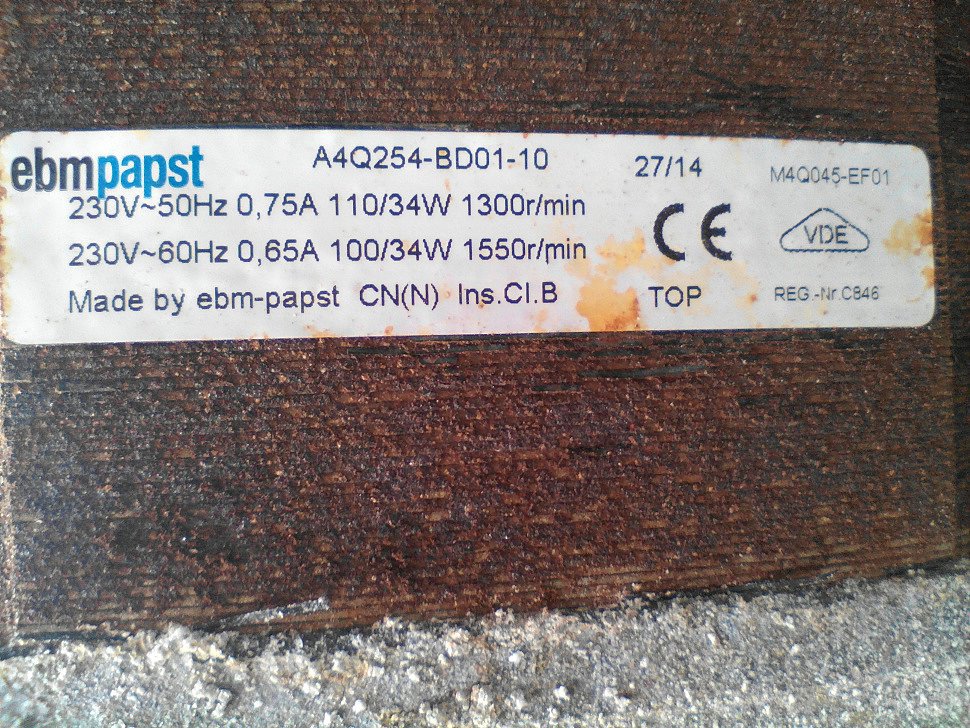 ebmpapst A4Q254-BD01-10 27/14 M4Q045-EF01
230V~50Hz 0,75A 110/34W 1300r/min
230V~60Hz 0,65A 100/34W 1550r/min CE VDE
Made by ebm-papst CN(N) Ins.Cl.B TOP REG.-Nr.C846